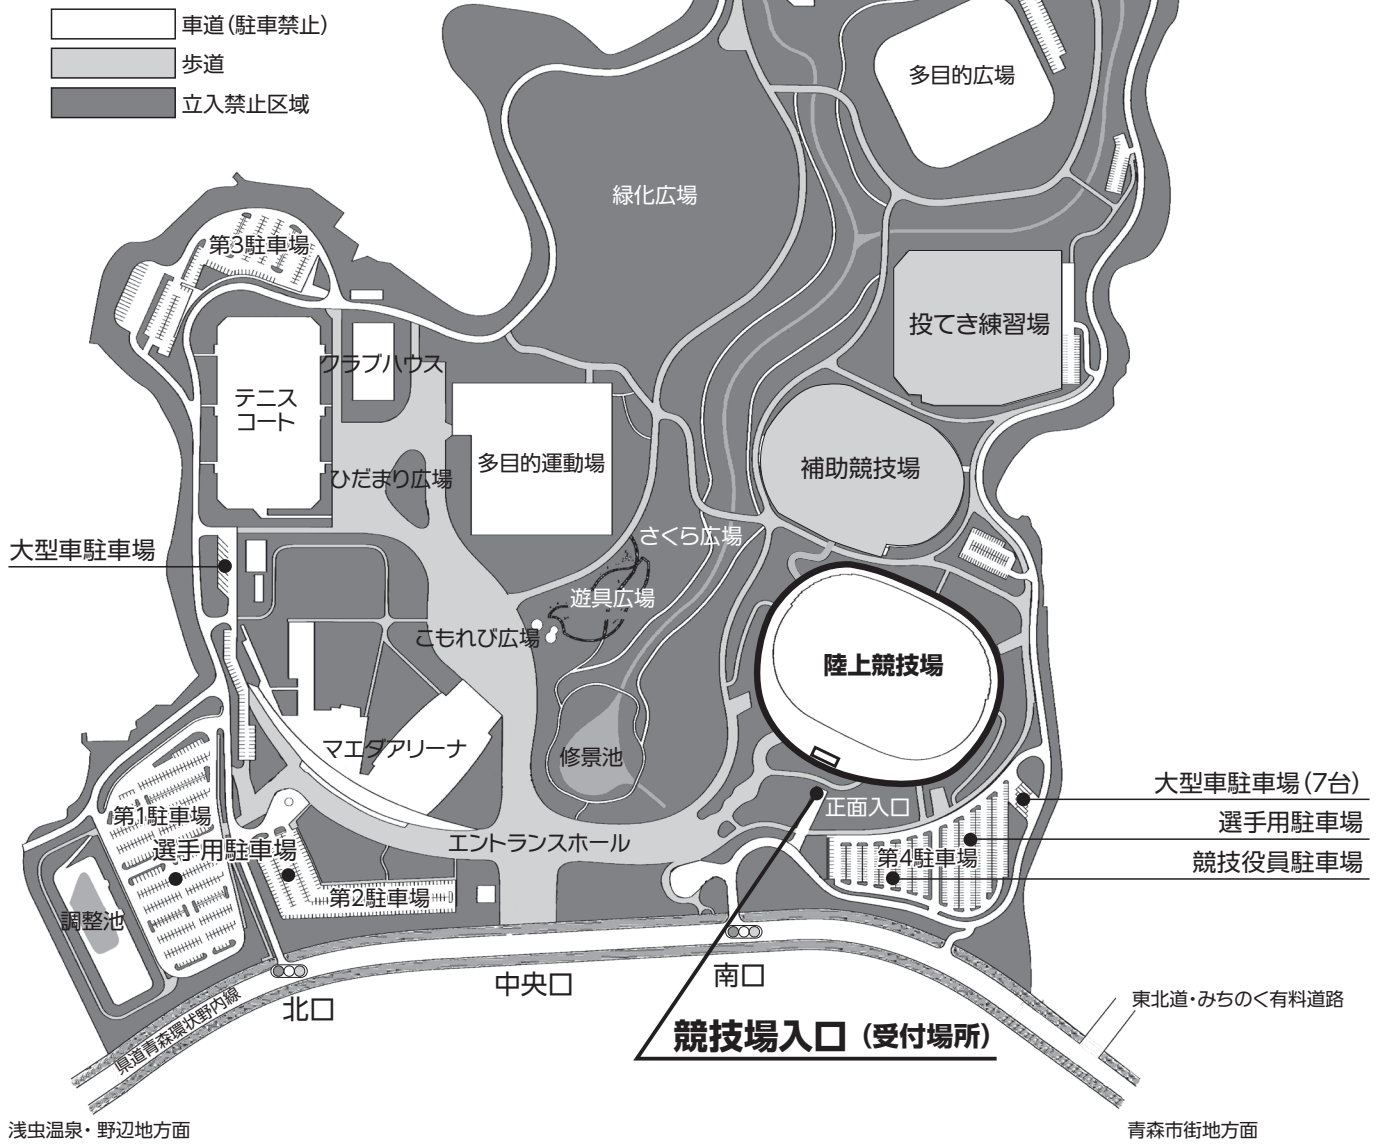 車道（駐車禁止）
歩道
立入禁止区域
多目的広場
緑化広場
第3駐車場
投てき練習場
クラブハウス
テニス
コート
多目的運動場
補助競技場
ひだまり広場
さくら広場
大型車駐車場
遊具広場
こもれび広場
陸上競技場
マエダアリーナ
修景池
大型車駐車場（7台）
正面入口
第1駐車場
選手用駐車場
エントランスホール
選手用駐車場
第4駐車場
競技役員駐車場
第2駐車場
調整池
南口
中央口
北口
東北道・みちのく有料道路
県道青森環状野内線
競技場入口（受付場所）
浅虫温泉・野辺地方面
青森市街地方面